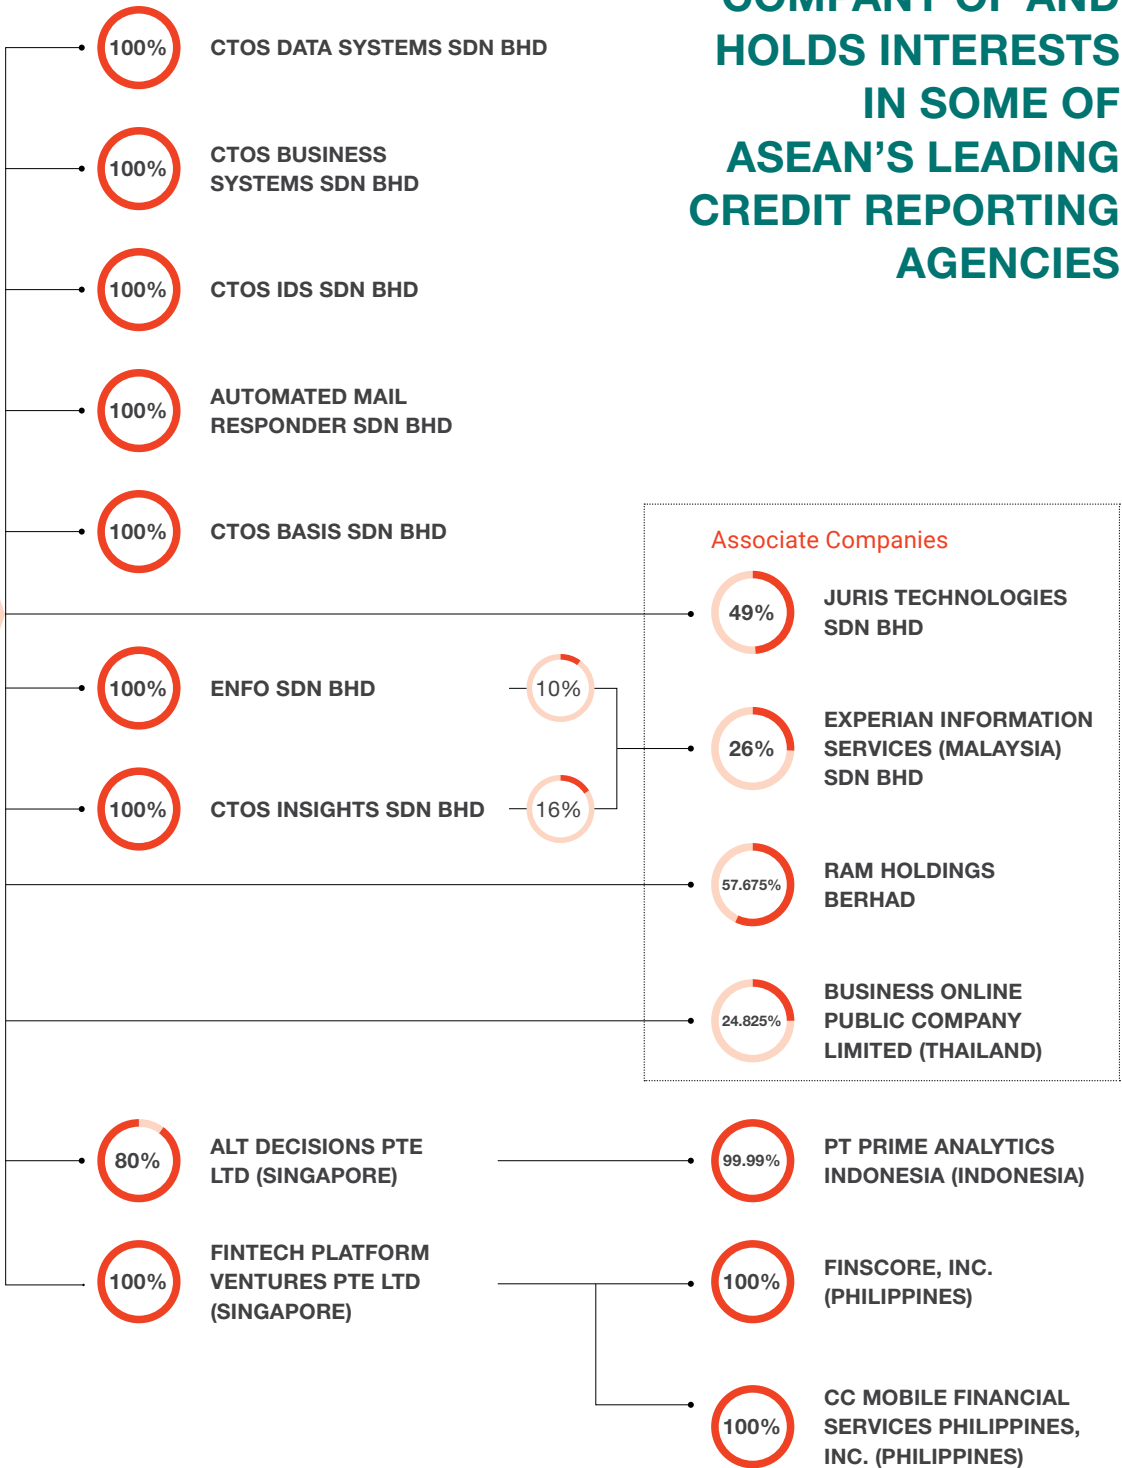 COMPANY OF AND
HOLDS INTERESTS
IN SOME OF
ASEAN'S LEADING
CREDIT REPORTING
AGENCIES
100%
CTOS DATA SYSTEMS SDN BHD
100%
CTOS BUSINESS
SYSTEMS SDN BHD
100%
CTOS IDS SDN BHD
100%
AUTOMATED MAIL
RESPONDER SDN BHD
100%
CTOS BASIS SDN BHD
Associate Companies
49%
JURIS TECHNOLOGIES
SDN BHD
100%
ENFO SDN BHD
10%
100%
CTOS INSIGHTS SDN BHD
16%
26%
EXPERIAN INFORMATION
SERVICES (MALAYSIA)
SDN BHD
57.675%
RAM HOLDINGS
BERHAD
24.825%
BUSINESS ONLINE
PUBLIC COMPANY
LIMITED (THAILAND)
80%
ALT DECISIONS PTE
LTD (SINGAPORE)
99.99%
PT PRIME ANALYTICS
INDONESIA (INDONESIA)
100%
FINTECH PLATFORM
VENTURES PTE LTD
(SINGAPORE)
100%
FINSCORE, INC.
(PHILIPPINES)
100%
CC MOBILE FINANCIAL
SERVICES PHILIPPINES,
INC. (PHILIPPINES)